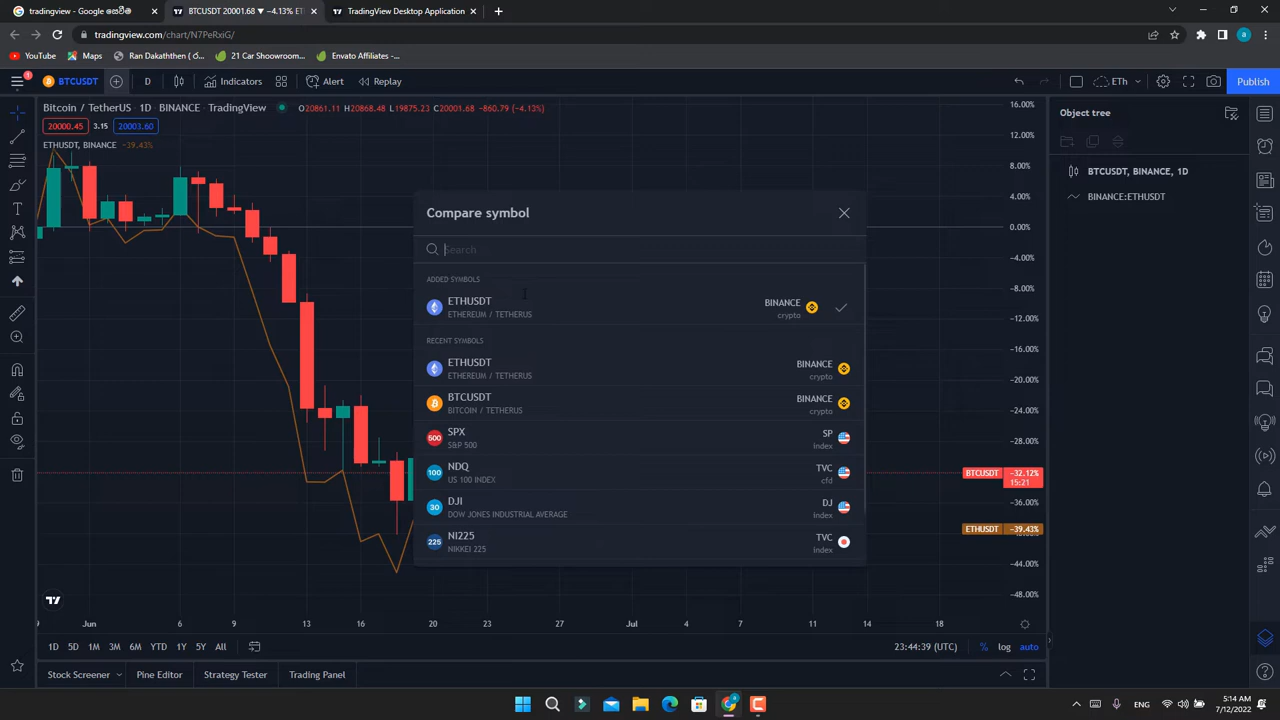 tradingview - Google සෙවීම
BTCUSDT 20001.68 ▼ −4.13% ETH
TradingView Desktop Application
tradingview.com/chart/N7PeRxiG/
YouTube
Maps
Ran Dakaththen ( ó...
21 Car Shoowroom...
Envato Affiliates -...
BTCUSDT
D
Indicators
Alert
Replay
ETh
Publish
Bitcoin / TetherUS · 1D · BINANCE · TradingView
O20861.11 H20868.48 L19875.23 C20001.68 −860.79 (−4.13%)
20000.45
3.15
20003.60
ETHUSDT, BINANCE −39.43%
Compare symbol
Search
ADDED SYMBOLS
ETHUSDT
ETHEREUM / TETHERUS
BINANCE
crypto
RECENT SYMBOLS
ETHUSDT
ETHEREUM / TETHERUS
BINANCE
crypto
BTCUSDT
BITCOIN / TETHERUS
BINANCE
crypto
500
SPX
S&P 500
SP
index
100
NDQ
US 100 INDEX
TVC
cfd
30
DJI
DOW JONES INDUSTRIAL AVERAGE
DJ
index
225
NI225
NIKKEI 225
TVC
index
16.00%
12.00%
8.00%
4.00%
0.00%
−4.00%
−8.00%
−12.00%
−16.00%
−20.00%
−24.00%
−28.00%
BTCUSDT −32.12%
15:21
−36.00%
ETHUSDT −39.43%
−44.00%
−48.00%
Object tree
BTCUSDT, BINANCE, 1D
BINANCE:ETHUSDT
9
Jun
6
9
13
16
20
23
27
Jul
4
7
11
14
18
1D
5D
1M
3M
6M
YTD
1Y
5Y
All
23:44:39 (UTC)
%
log
auto
Stock Screener
Pine Editor
Strategy Tester
Trading Panel
ENG
5:14 AM
7/12/2022